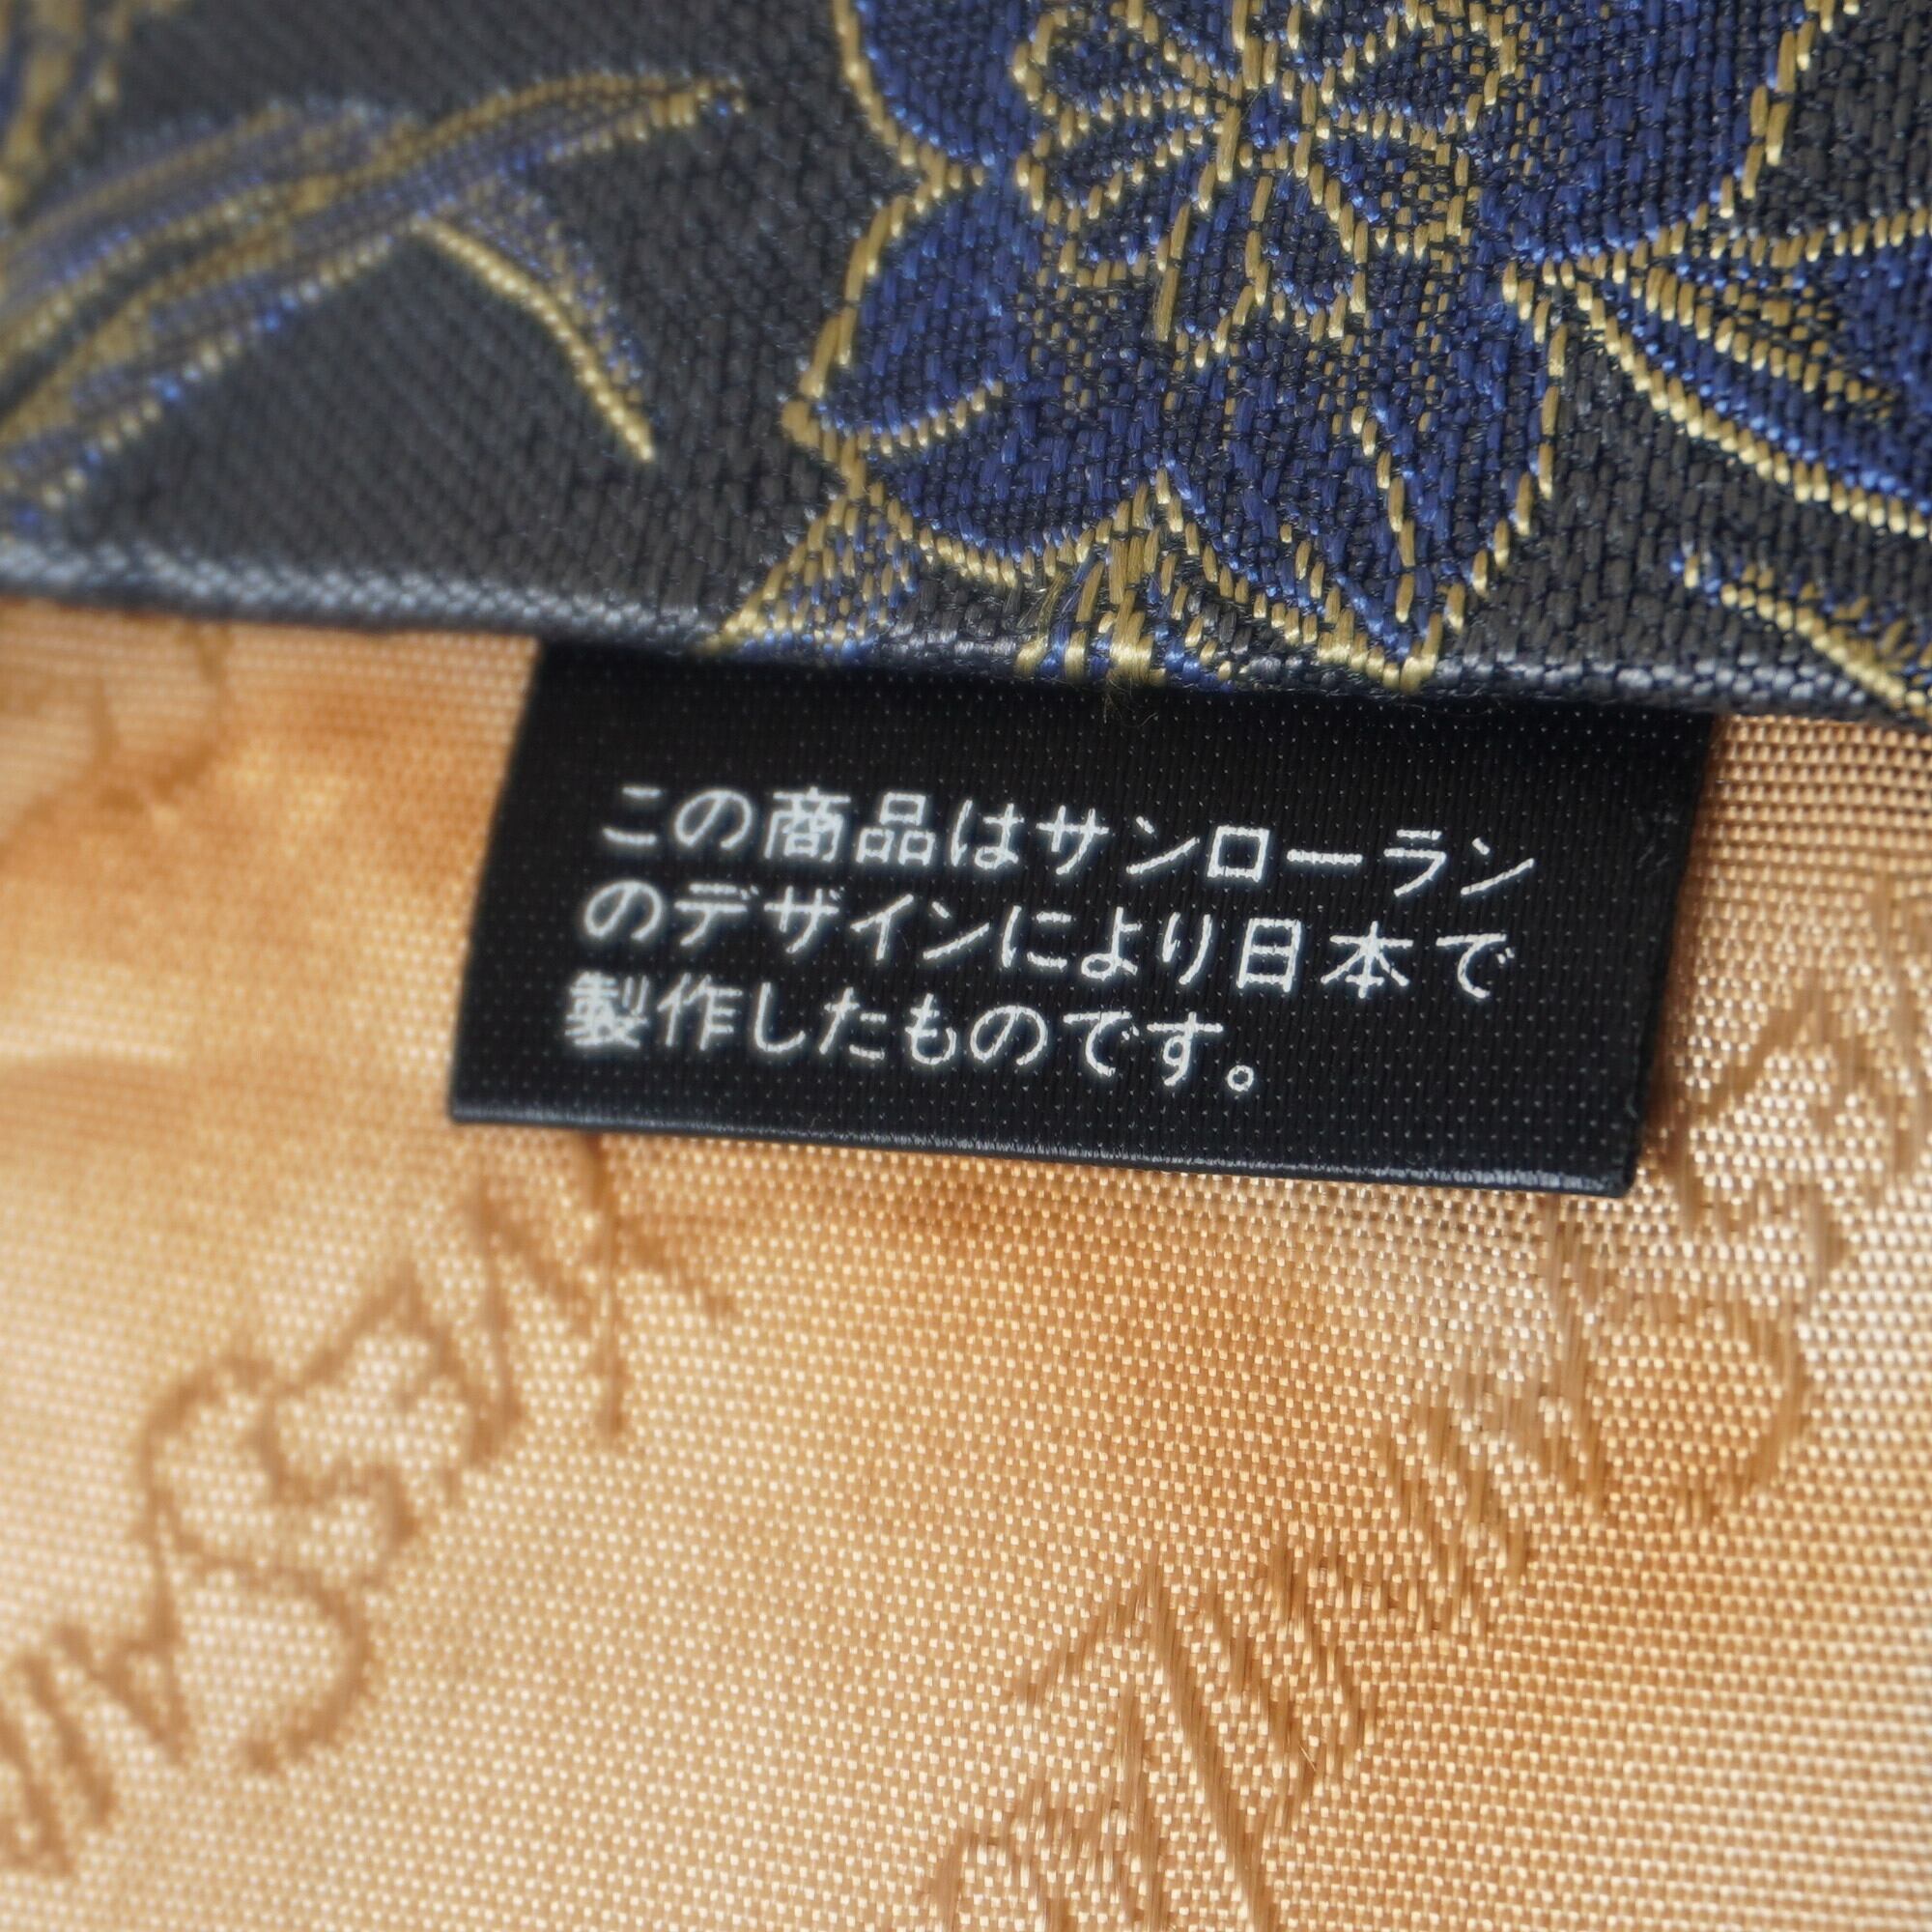 この商品はサンローラン
のデザインにより日本で
製作したものです。